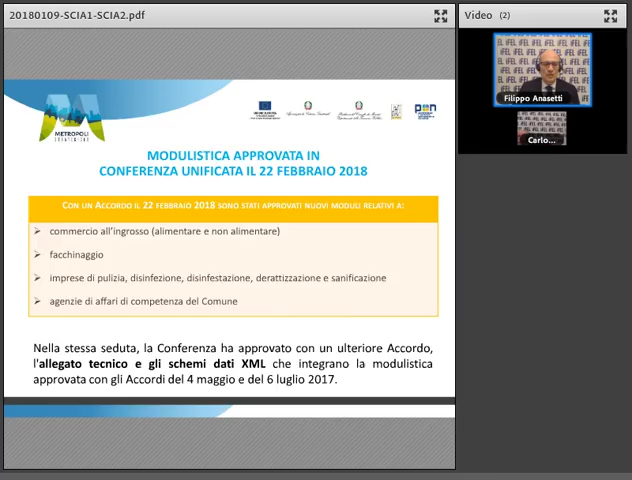 20180109-SCIA1-SCIA2.pdf
Video (2)
IFEL
Filippo Anasetti
Carlo...
METROPOLI
STRATEGICHE
pon
MODULISTICA APPROVATA IN
CONFERENZA UNIFICATA IL 22 FEBBRAIO 2018
CON UN ACCORDO IL 22 FEBBRAIO 2018 SONO STATI APPROVATI NUOVI MODULI RELATIVI A:
commercio all'ingrosso (alimentare e non alimentare)
facchinaggio
imprese di pulizia, disinfezione, disinfestazione, derattizzazione e sanificazione
agenzie di affari di competenza del Comune
Nella stessa seduta, la Conferenza ha approvato con un ulteriore Accordo,
l'allegato tecnico e gli schemi dati XML che integrano la modulistica
approvata con gli Accordi del 4 maggio e del 6 luglio 2017.